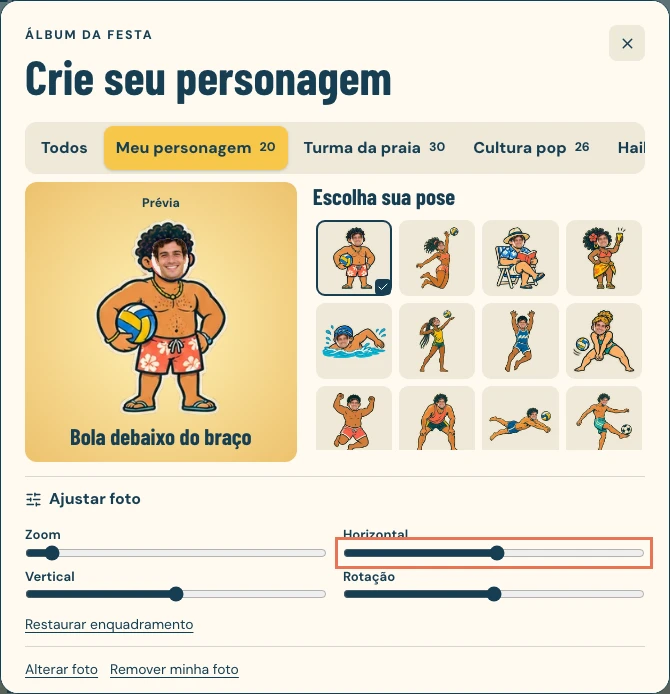 ÁLBUM DA FESTA
Crie seu personagem
Todos
Meu personagem 20
Turma da praia 30
Cultura pop 26
Hail
Prévia
Bola debaixo do braço
Escolha sua pose
Ajustar foto
Zoom
Horizontal
Vertical
Rotação
Restaurar enquadramento
Alterar foto
Remover minha foto